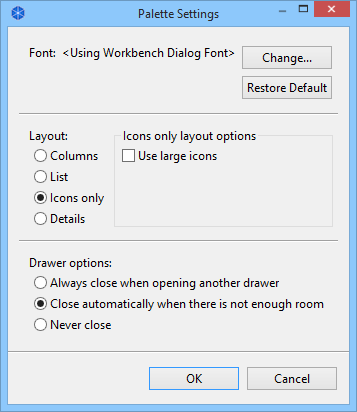 Palette Settings
Font: <Using Workbench Dialog Font> Change...
Restore Default
Layout:
Columns
List
Icons only
Details
Icons only layout options
Use large icons
Drawer options:
Always close when opening another drawer
Close automatically when there is not enough room
Never close
OK Cancel